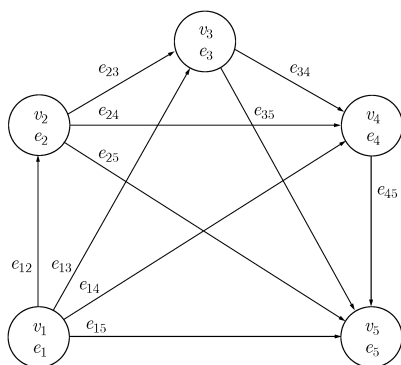 v₃
e₃
e₂₃
e₃₄
v₂
e₂
e₂₄
e₃₅
v₄
e₄
e₂₅
e₄₅
e₁₂
e₁₃
e₁₄
v₁
e₁
e₁₅
v₅
e₅